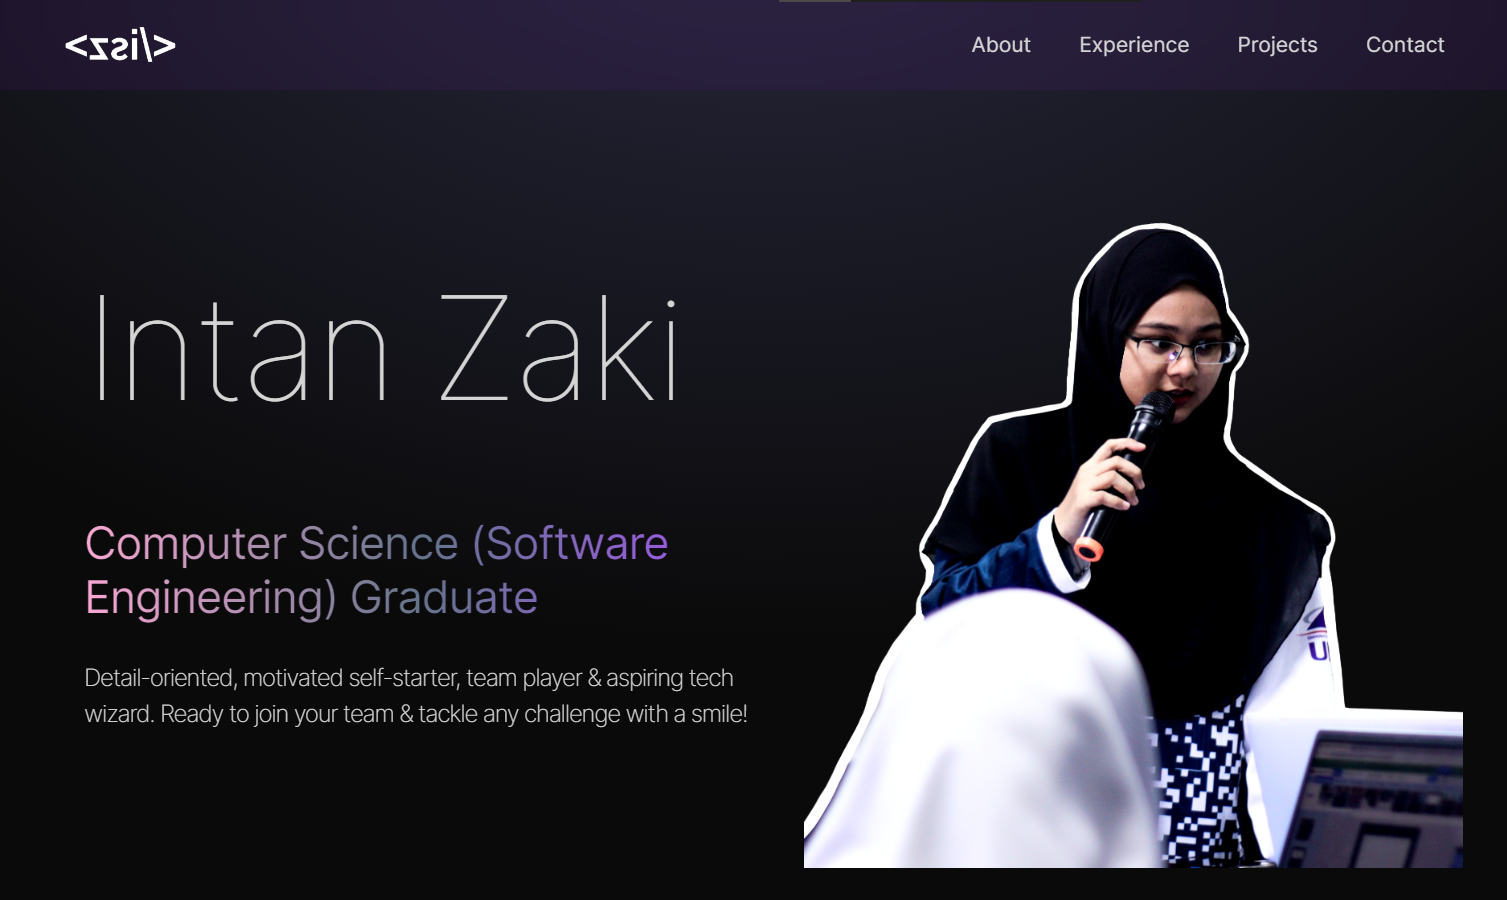 <zsi\>
About Experience Projects Contact
Intan Zaki
Computer Science (Software
Engineering) Graduate
Detail-oriented, motivated self-starter, team player & aspiring tech
wizard. Ready to join your team & tackle any challenge with a smile!